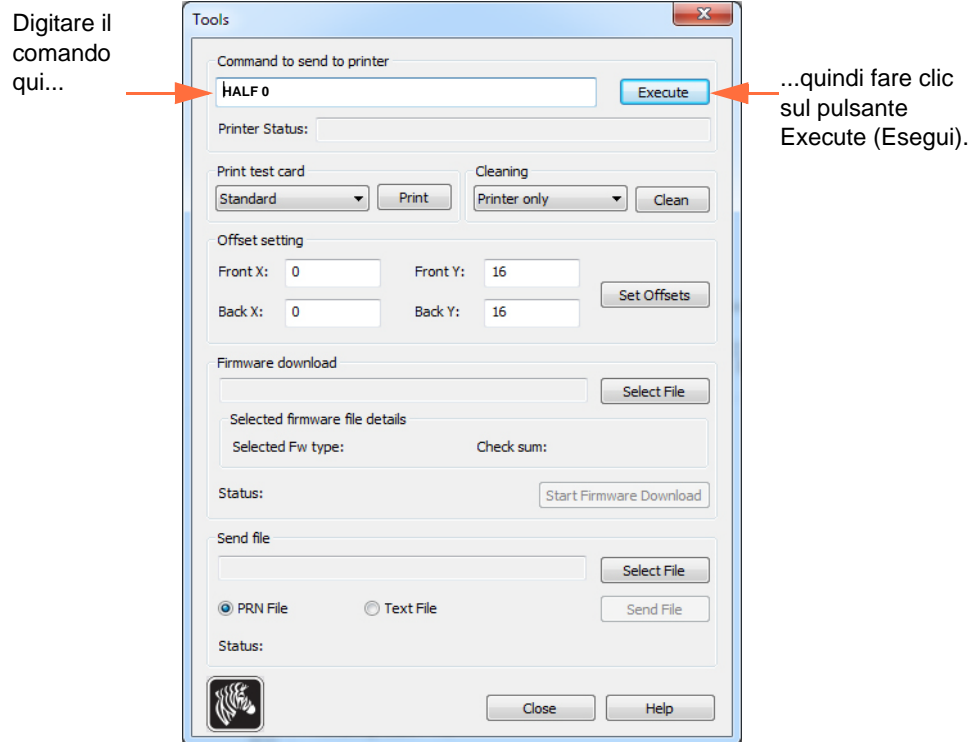 Digitare il
comando
qui...
Tools
Command to send to printer
HALF 0
Execute
...quindi fare clic
sul pulsante
Execute (Esegui).
Printer Status:
Print test card
Standard
Print
Cleaning
Printer only
Clean
Offset setting
Front X: 0
Front Y: 16
Back X: 0
Back Y: 16
Set Offsets
Firmware download
Select File
Selected firmware file details
Selected Fw type:
Check sum:
Status:
Start Firmware Download
Send file
Select File
PRN File
Text File
Send File
Status:
Close
Help